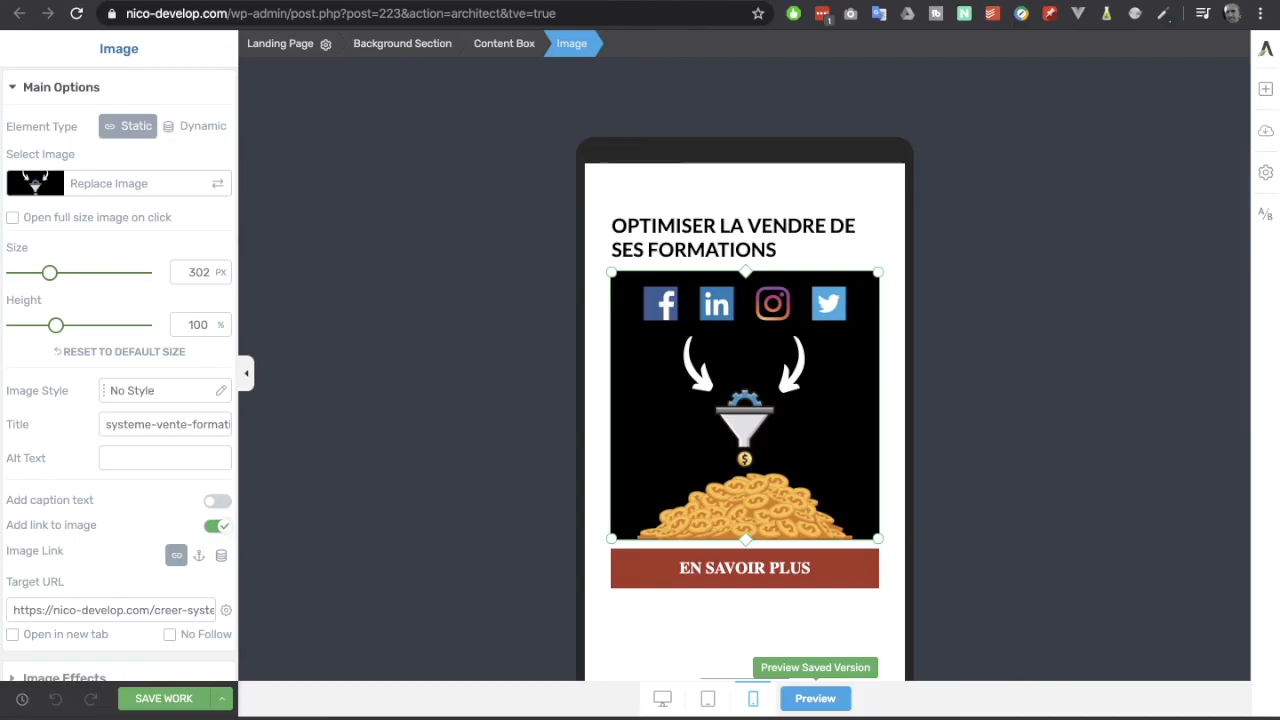 nico-develop.com/wp-admin/post.php?post=223&action=architect&tve=true
1
Image
Landing Page
Background Section
Content Box
Image
Main Options
Element Type
Static
Dynamic
Select Image
Replace Image
Open full size image on click
Size
302 PX
Height
100 %
RESET TO DEFAULT SIZE
Image Style
No Style
Title
systeme-vente-formati
Alt Text
Add caption text
Add link to image
Image Link
Target URL
https://nico-develop.com/creer-syste
Open in new tab
No Follow
Image Effects
SAVE WORK
OPTIMISER LA VENDRE DE
SES FORMATIONS
f
in
$
EN SAVOIR PLUS
Preview Saved Version
Preview
A/B